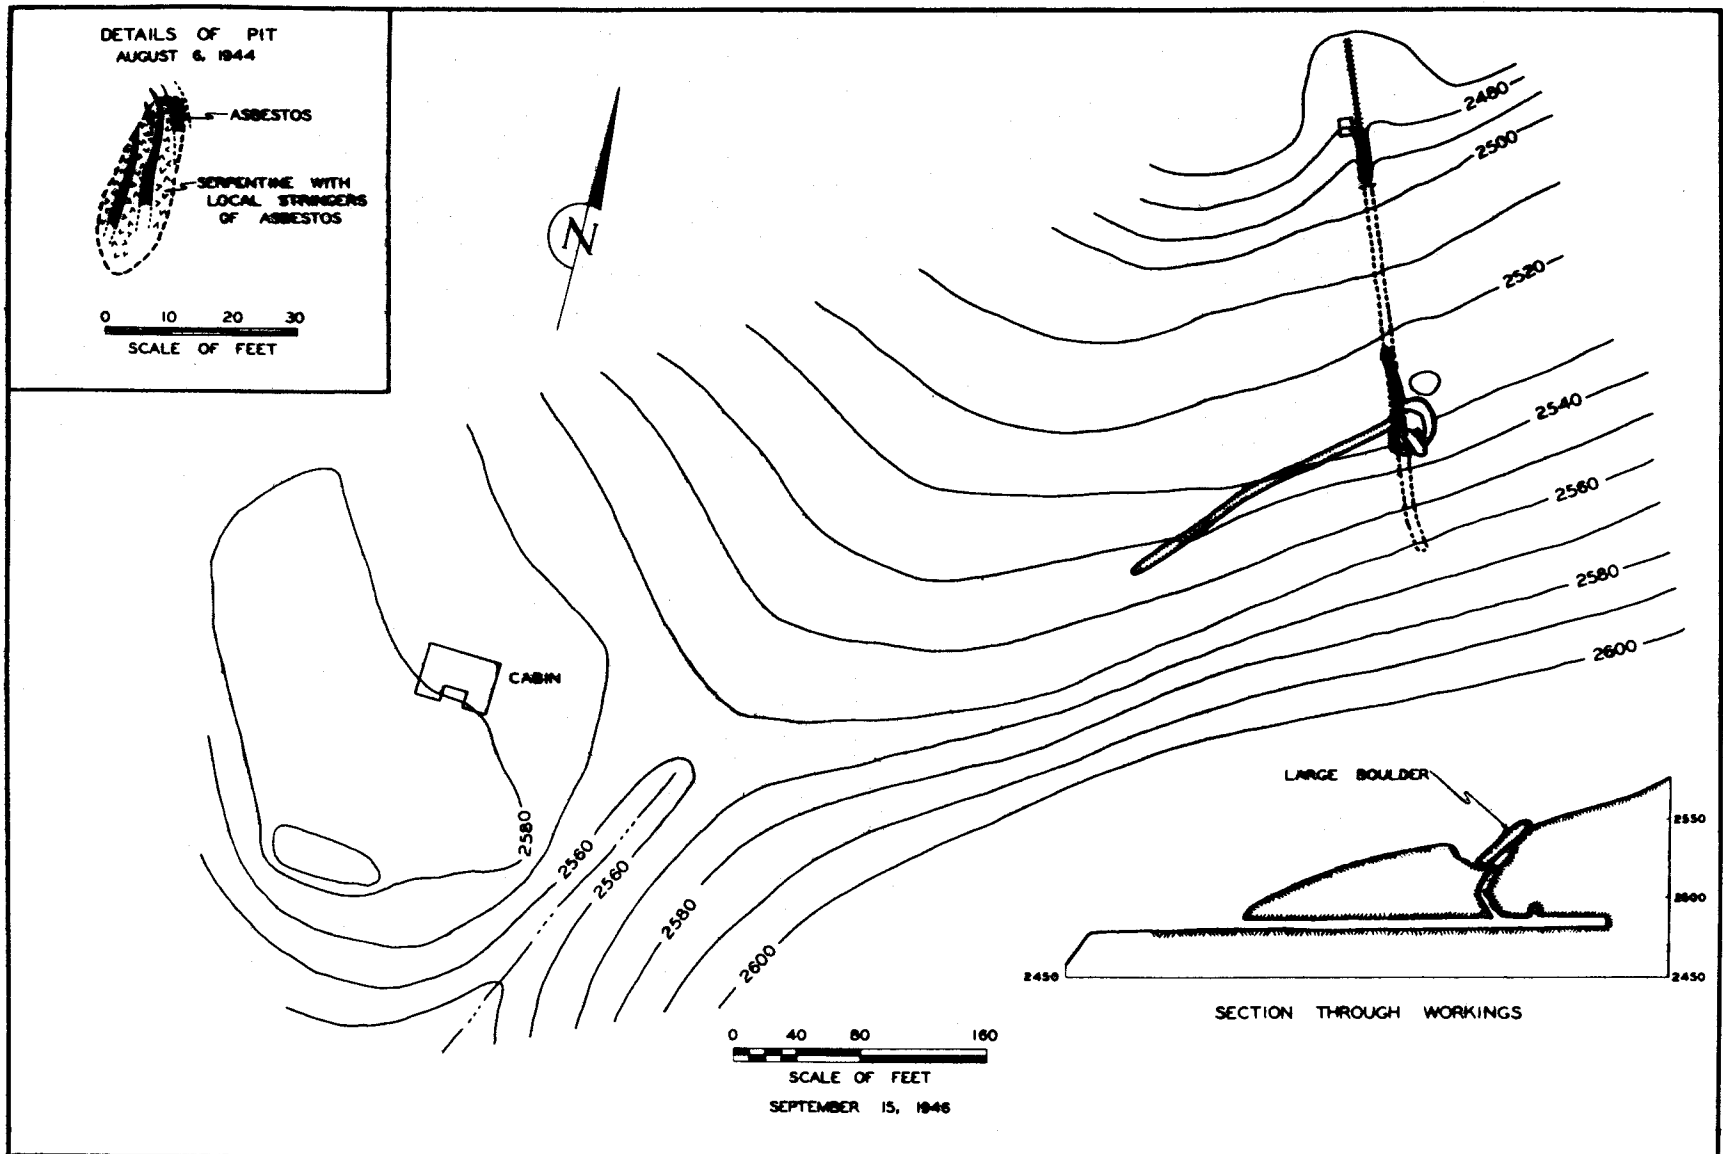 DETAILS OF PIT
AUGUST 6, 1944
ASBESTOS
SERPENTINE WITH
LOCAL STRINGERS
OF ASBESTOS
0 10 20 30
SCALE OF FEET
N
2480
2500
2520
2540
2560
2580
2600
CABIN
2580
2560
2560
2580
2600
LARGE BOULDER
2550
2500
2450
2450
SECTION THROUGH WORKINGS
0 40 80 160
SCALE OF FEET
SEPTEMBER 15, 1946